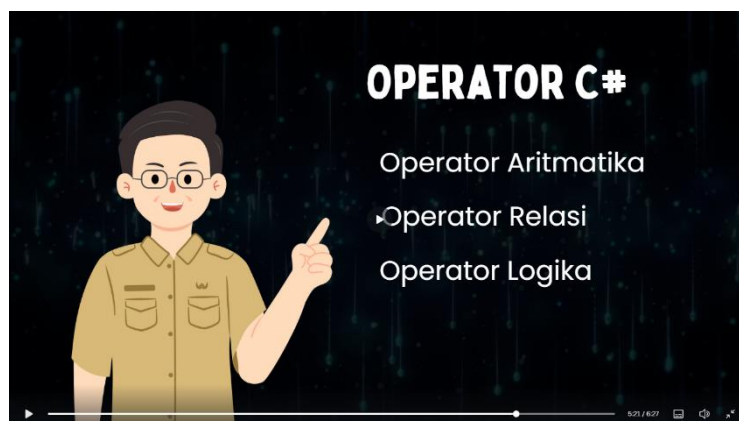 OPERATOR C#
Operator Aritmatika
Operator Relasi
Operator Logika
5:21 / 6:27